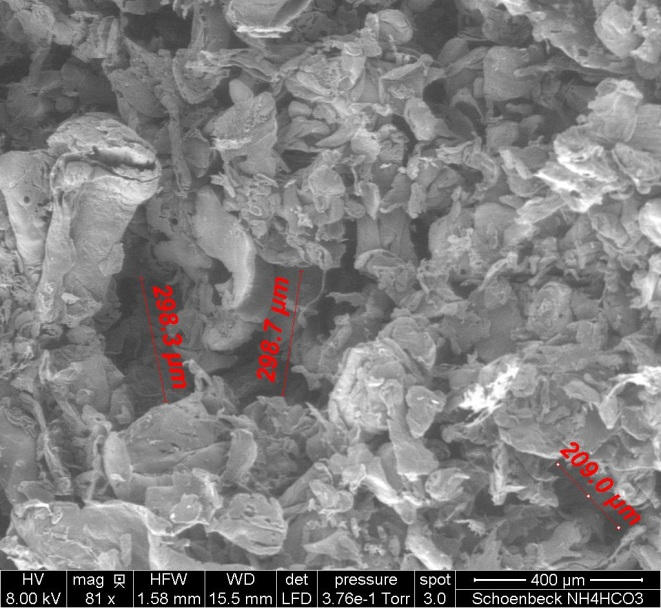 298.3 µm
298.7 µm
209.0 µm
HV mag HFW WD det pressure spot 400 µm
8.00 kV 81 x 1.58 mm 15.5 mm LFD 3.76e-1 Torr 3.0 Schoenbeck NH4HCO3